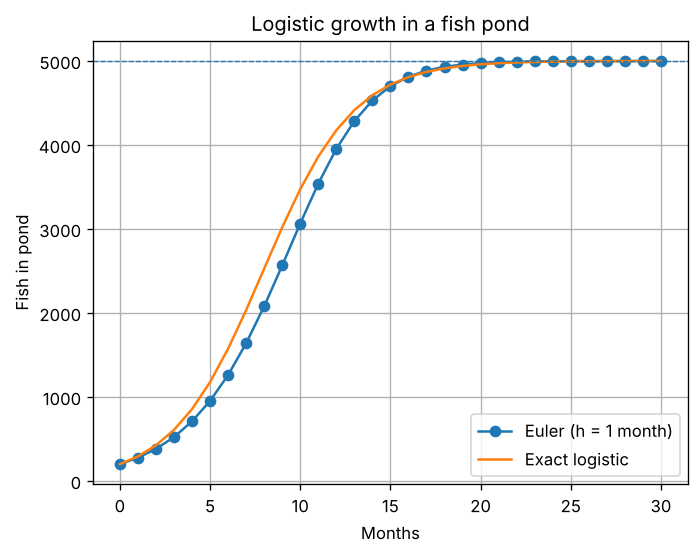 Logistic growth in a fish pond
Fish in pond
5000
4000
3000
2000
1000
0
0 5 10 15 20 25 30
Months
Euler (h = 1 month)
Exact logistic